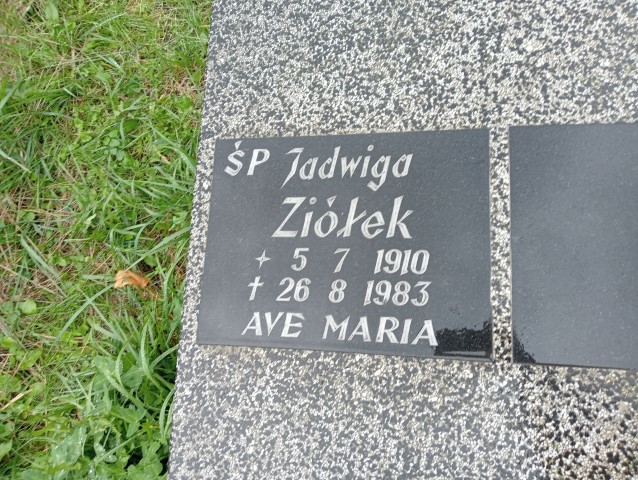 ŚP Jadwiga
Ziółek
✦ 5 7 1910
† 26 8 1983
AVE MARIA